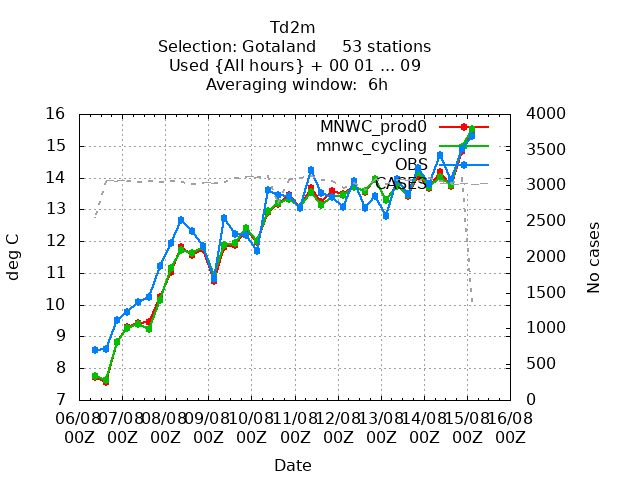 Td2m
Selection: Gotaland     53 stations
Used {All hours} + 00 01 ... 09
Averaging window:  6h
MNWC_prod0
mnwc_cycling
OBS
CASES
deg C
16
15
14
13
12
11
10
9
8
7
4000
3500
3000
2500
2000
1500
1000
500
0
No cases
06/08 07/08 08/08 09/08 10/08 11/08 12/08 13/08 14/08 15/08 16/08
00Z 00Z 00Z 00Z 00Z 00Z 00Z 00Z 00Z 00Z 00Z
Date